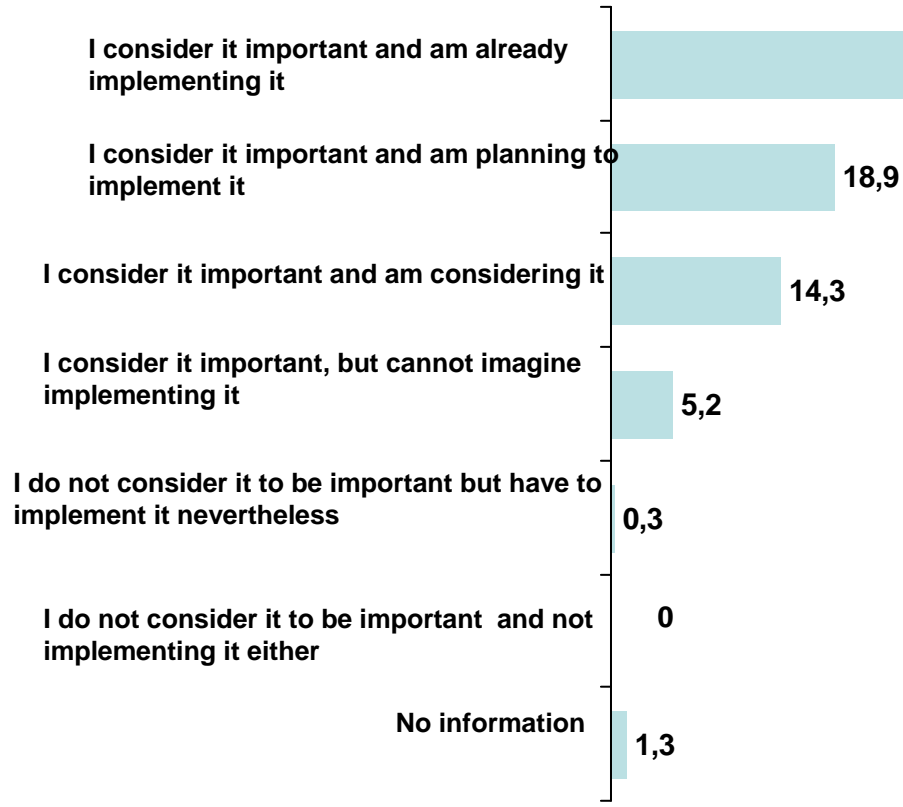 I consider it important and am already
implementing it
I consider it important and am planning to
implement it
18,9
I consider it important and am considering it
14,3
I consider it important, but cannot imagine
implementing it
5,2
I do not consider it to be important but have to
implement it nevertheless
0,3
I do not consider it to be important and not
implementing it either
0
No information
1,3